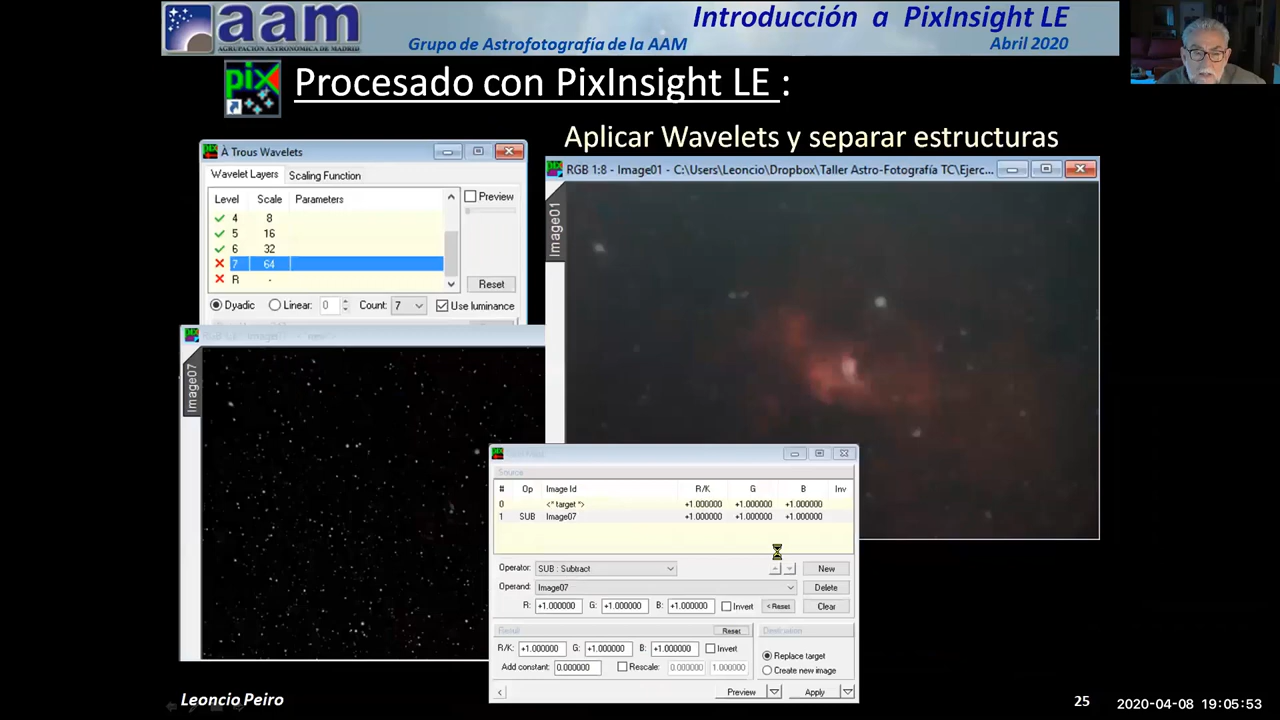 aam
AGRUPACIÓN ASTRONÓMICA DE MADRID
Introducción a PixInsight LE
Grupo de Astrofotografía de la AAM
Abril 2020
pix
Procesado con PixInsight LE :
Aplicar Wavelets y separar estructuras
À Trous Wavelets
Wavelet Layers
Scaling Function
Level Scale Parameters
Preview
4 8
5 16
6 32
7 64
R -
Reset
Dyadic
Linear: 0
Count: 7
Use luminance
RGB 1:8 - Image01 - C:\Users\Leoncio\Dropbox\Taller Astro-Fotografía TC\Ejerc...
Image01
Image07
Source
# Op Image Id R/K G B Inv
0 <* target *> +1.000000 +1.000000 +1.000000
1 SUB Image07 +1.000000 +1.000000 +1.000000
Operator: SUB : Subtract
New
Operand: Image07
Delete
R: +1.000000 G: +1.000000 B: +1.000000 Invert < Reset
Clear
Result
Reset
Destination
R/K: +1.000000 G: +1.000000 B: +1.000000 Invert
Replace target
Add constant: 0.000000 Rescale: 0.000000 1.000000
Create new image
<
Preview
Apply
Leoncio Peiro
25
2020-04-08 19:05:53